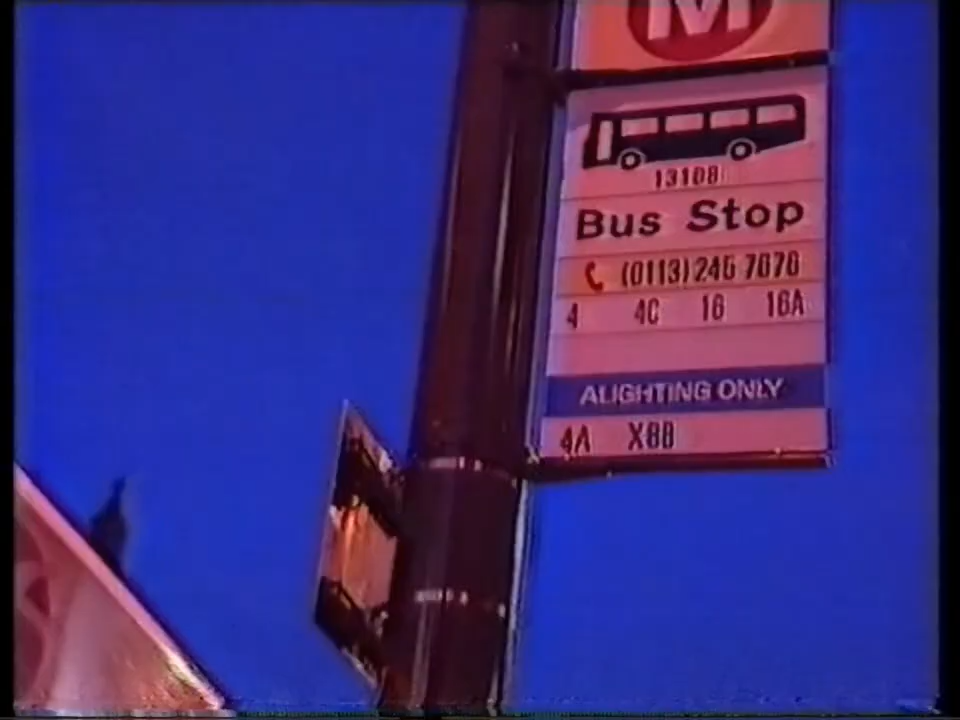 M
13108
Bus Stop
(0113) 245 7676
4 4C 16 16A
ALIGHTING ONLY
4A X88